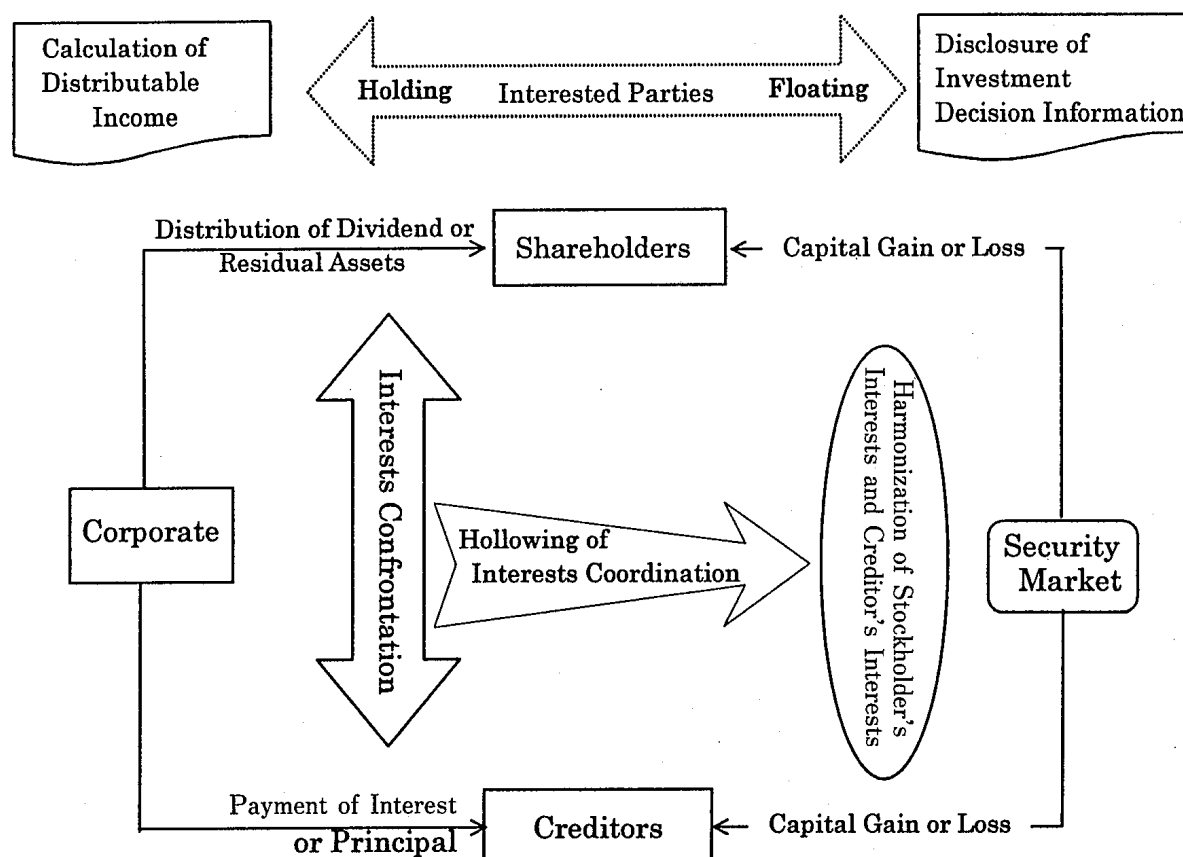 Calculation of
Distributable
Income
Holding Interested Parties Floating
Disclosure of
Investment
Decision Information
Distribution of Dividend or
Residual Assets
Shareholders
Capital Gain or Loss
Interests Confrontation
Harmonization of Stockholder's
Interests and Creditor's Interests
Corporate
Hollowing of
Interests Coordination
Security
Market
Payment of Interest
or Principal
Creditors
Capital Gain or Loss